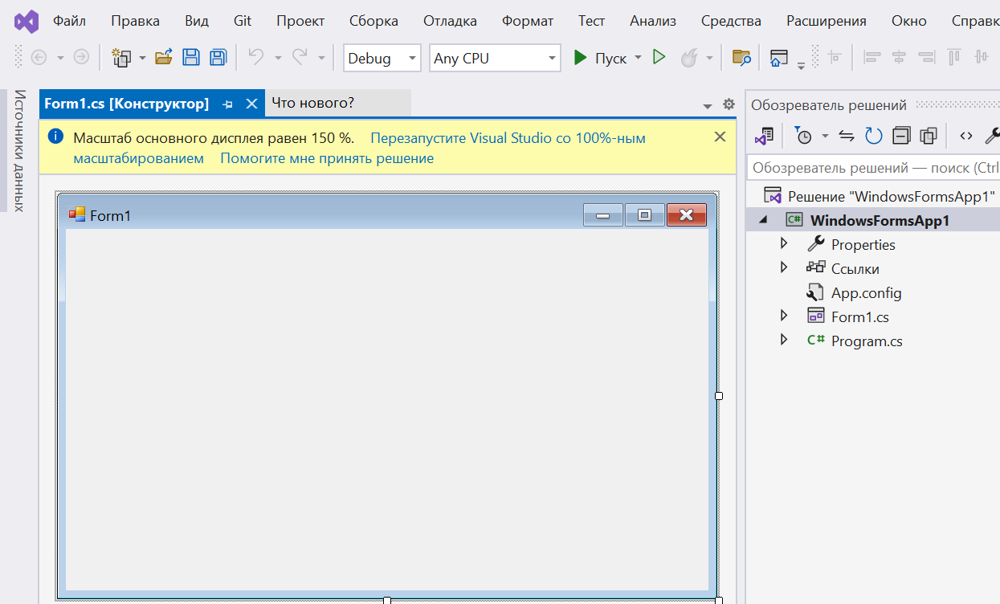 Файл Правка Вид Git Проект Сборка Отладка Формат Тест Анализ Средства Расширения Окно Справк
Debug Any CPU Пуск
Источники данных
Form1.cs [Конструктор] Что нового?
Масштаб основного дисплея равен 150 %. Перезапустите Visual Studio со 100%-ным
масштабированием Помогите мне принять решение
Form1
Обозреватель решений
Обозреватель решений — поиск (Ctrl
Решение "WindowsFormsApp1"
C# WindowsFormsApp1
Properties
Ссылки
App.config
Form1.cs
C# Program.cs